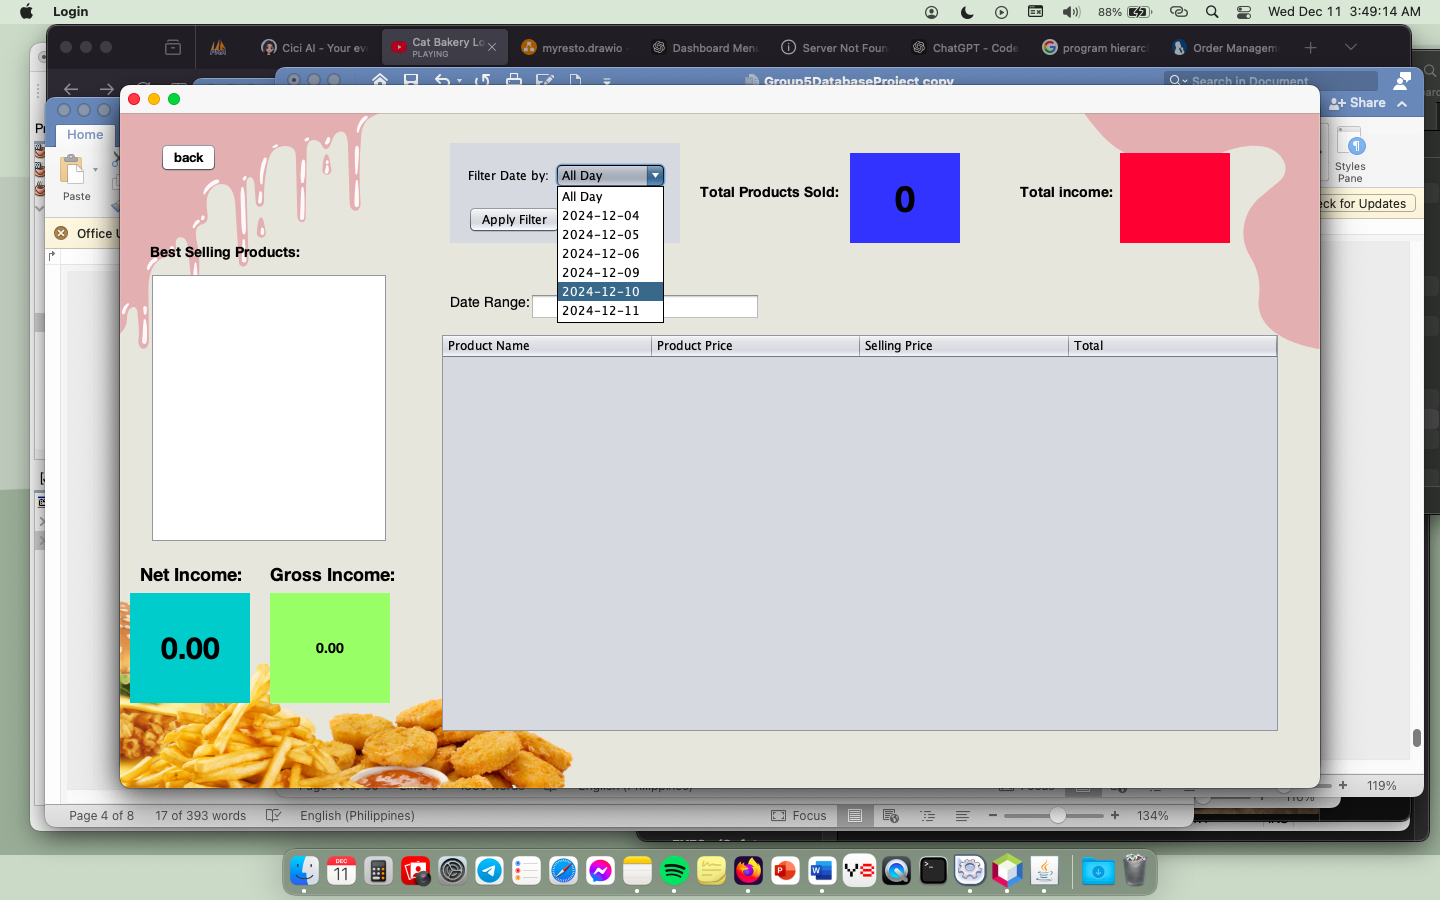 Login
88%
Wed Dec 11 3:49:14 AM
Cici AI - Your ev
Cat Bakery Lo
PLAYING
myresto.drawio
Dashboard Men
Server Not Foun
ChatGPT - Code
program hierarc
Order Managem
Group5DatabaseProject copy
Search in Document
Share
Home
Paste
Styles
Pane
Office U
eck for Updates
back
Filter Date by:
All Day
All Day
2024-12-04
2024-12-05
2024-12-06
2024-12-09
2024-12-10
2024-12-11
Apply Filter
Total Products Sold:
0
Total income:
Best Selling Products:
Date Range:
Product Name
Product Price
Selling Price
Total
Net Income:
Gross Income:
0.00
0.00
119%
Page 4 of 8
17 of 393 words
English (Philippines)
Focus
134%
DEC
11